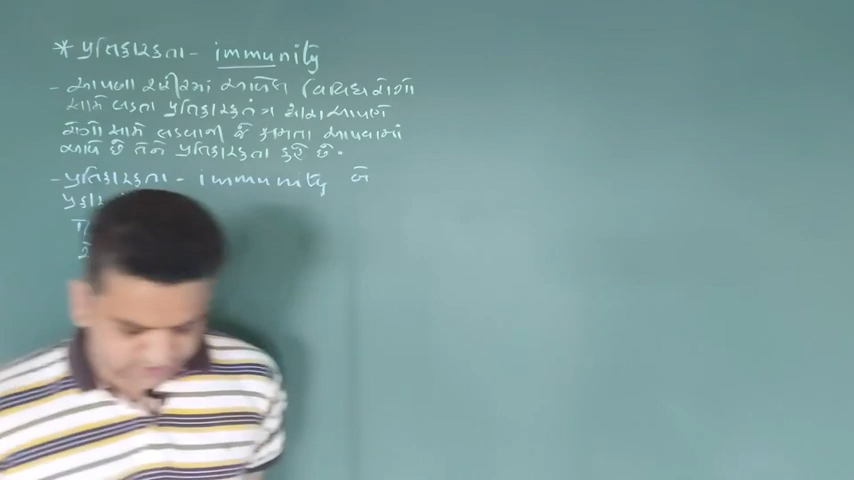 * પ્રતિકારકતા - immunity
- આપણા શરીરમાં આવેલ વિવિધ રોગો
સામે લડતા પ્રતિકારકતંત્ર દ્વારા આપણને
રોગો સામે લડવાની જે ક્ષમતા આપવામાં
આવે છે તેને પ્રતિકારકતા કહે છે.
- પ્રતિકારકતા - immunity બે